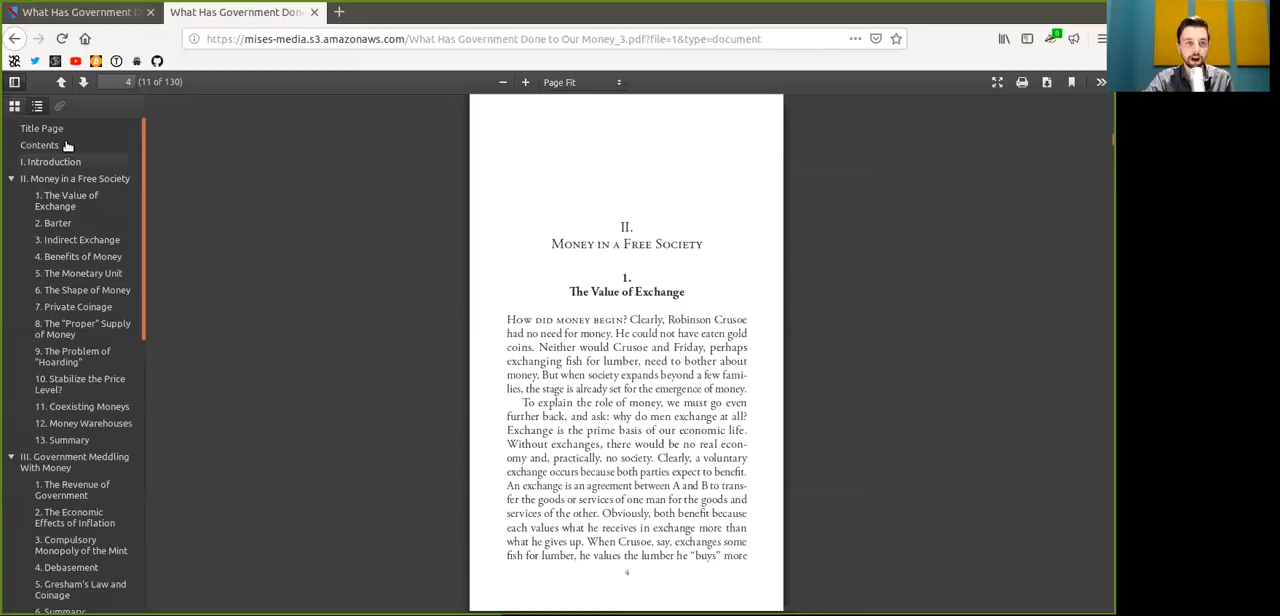 What Has Government Do
What Has Government Don
https://mises-media.s3.amazonaws.com/What Has Government Done to Our Money_3.pdf?file=1&type=document
0
4 (11 of 130)
Page Fit
Title Page
Contents
I. Introduction
II. Money in a Free Society
1. The Value of
Exchange
2. Barter
3. Indirect Exchange
4. Benefits of Money
5. The Monetary Unit
6. The Shape of Money
7. Private Coinage
8. The "Proper" Supply
of Money
9. The Problem of
"Hoarding"
10. Stabilize the Price
Level?
11. Coexisting Moneys
12. Money Warehouses
13. Summary
III. Government Meddling
With Money
1. The Revenue of
Government
2. The Economic
Effects of Inflation
3. Compulsory
Monopoly of the Mint
4. Debasement
5. Gresham's Law and
Coinage
6. Summary:
II.
Money in a Free Society
1.
The Value of Exchange
How did money begin? Clearly, Robinson Crusoe
had no need for money. He could not have eaten gold
coins. Neither would Crusoe and Friday, perhaps
exchanging fish for lumber, need to bother about
money. But when society expands beyond a few fami-
lies, the stage is already set for the emergence of money.
To explain the role of money, we must go even
further back, and ask: why do men exchange at all?
Exchange is the prime basis of our economic life.
Without exchanges, there would be no real econ-
omy and, practically, no society. Clearly, a voluntary
exchange occurs because both parties expect to benefit.
An exchange is an agreement between A and B to trans-
fer the goods or services of one man for the goods and
services of the other. Obviously, both benefit because
each values what he receives in exchange more than
what he gives up. When Crusoe, say, exchanges some
fish for lumber, he values the lumber he “buys” more
4